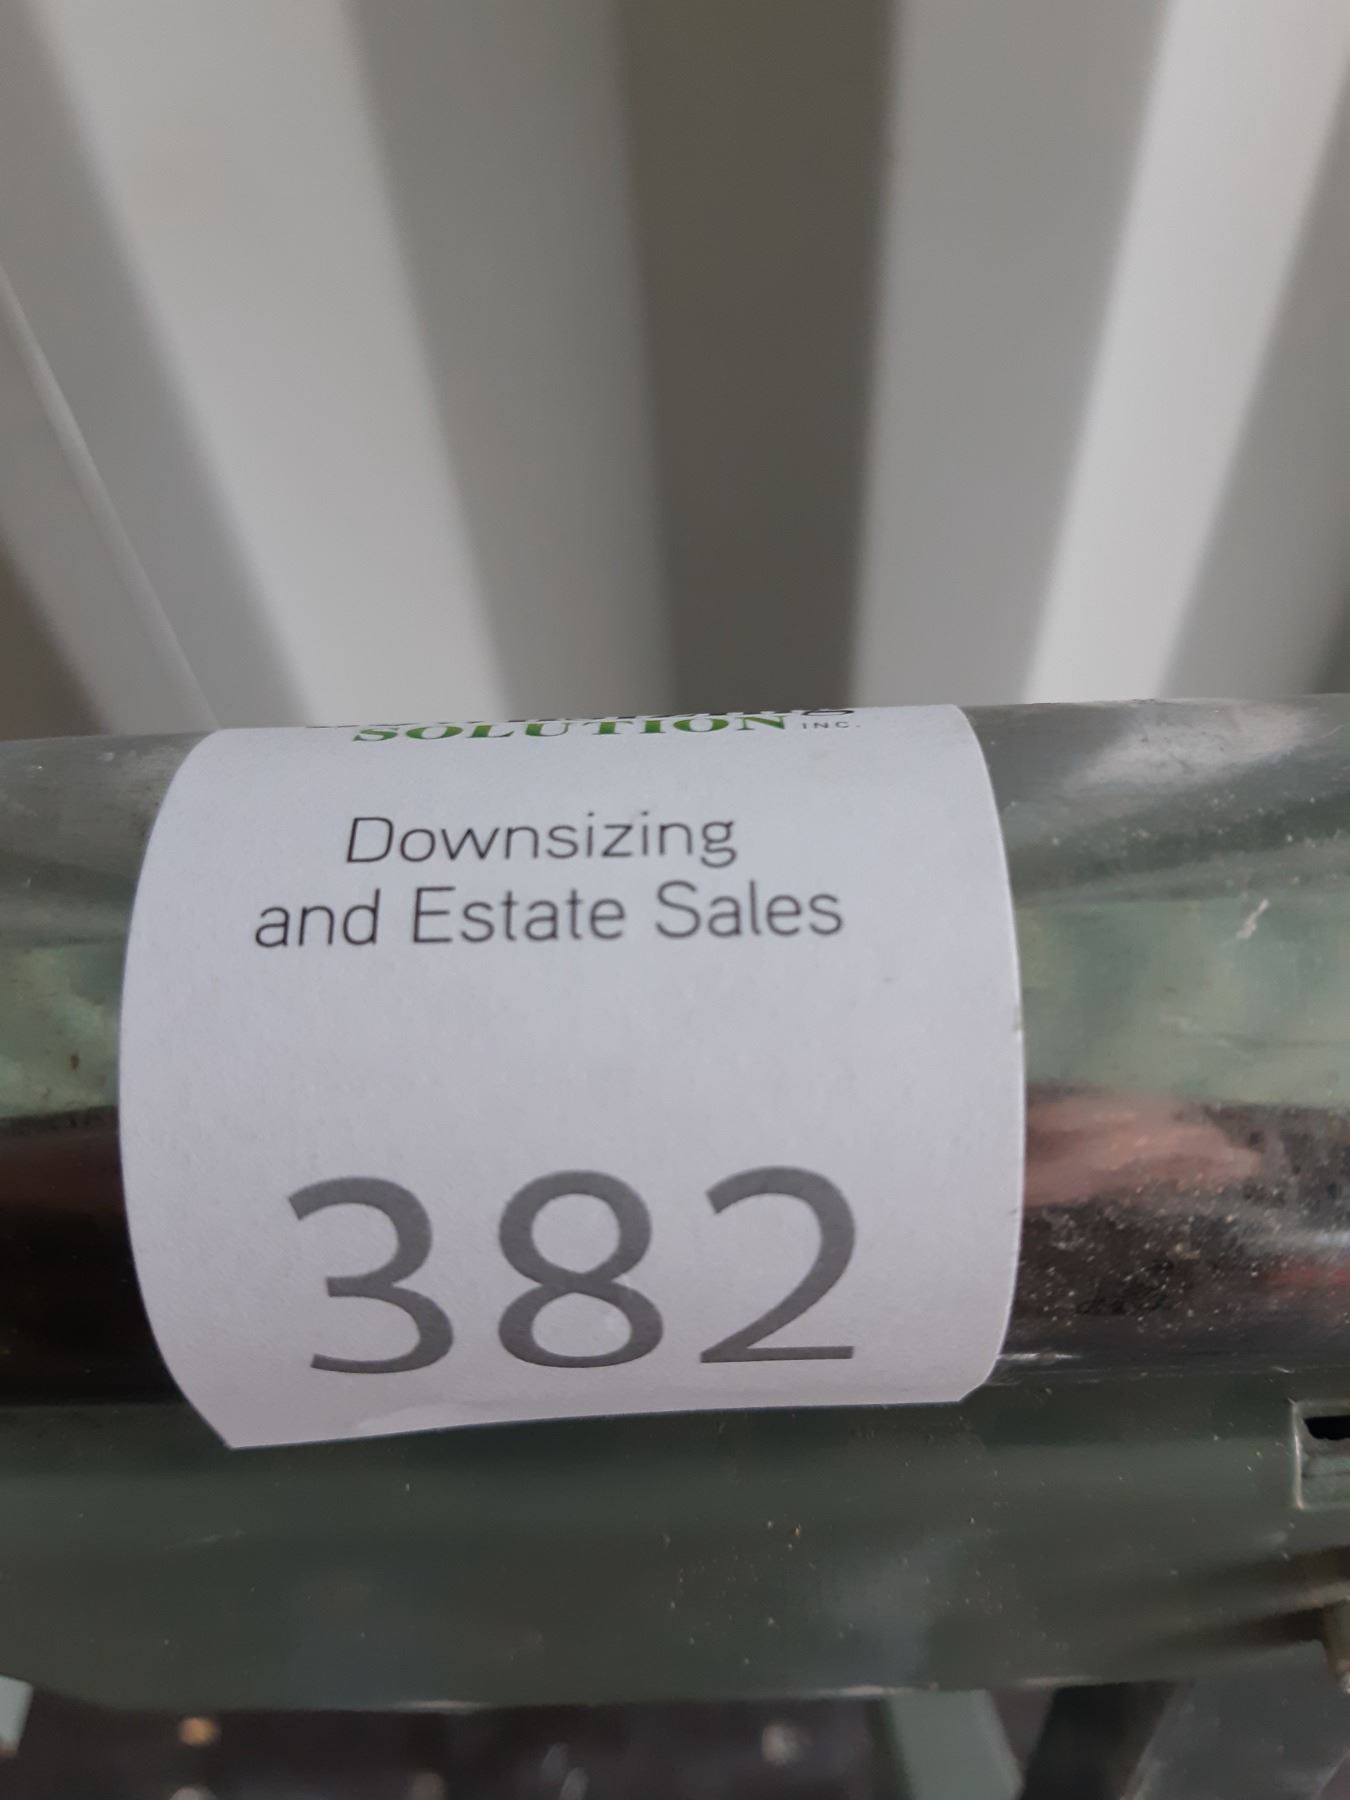 SOLUTION INC.
Downsizing
and Estate Sales
382